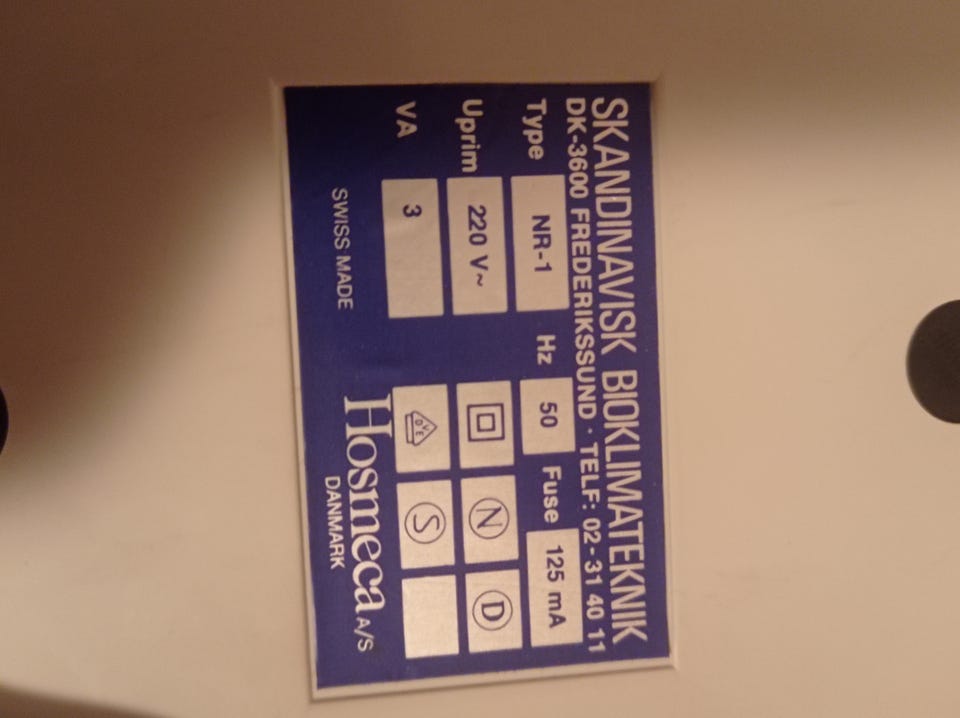 SKANDINAVISK BIOKLIMATEKNIK
DK-3600 FREDERIKSSUND · TELF: 02-31 40 11
Type NR-1 Hz 50 Fuse 125 mA
Uprim 220 V~ N D
VA 3 DVE S
SWISS MADE Hosmeca A/S
DANMARK